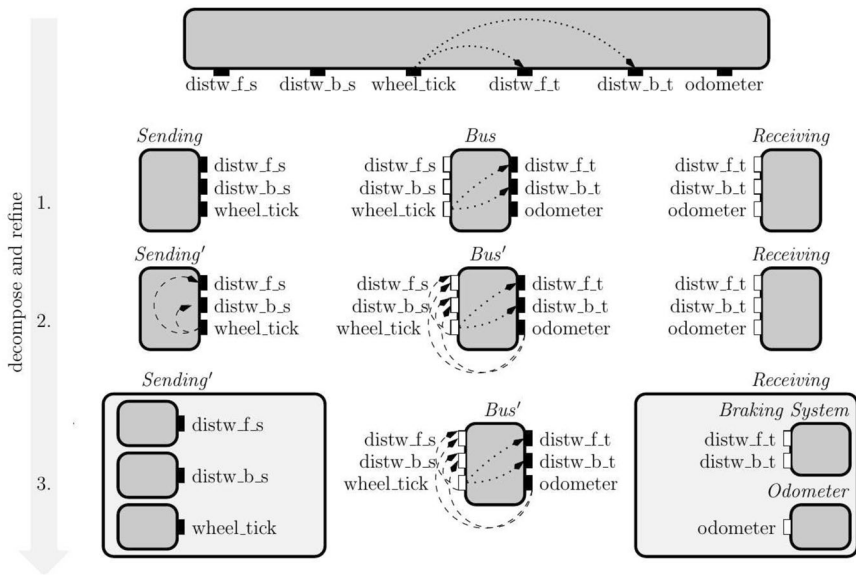 distw_f_s distw_b_s wheel_tick distw_f_t distw_b_t odometer
decompose and refine
Sending Bus Receiving
distw_f_s distw_f_s distw_f_t distw_f_t
1. distw_b_s distw_b_s distw_b_t distw_b_t
wheel_tick wheel_tick odometer odometer
Sending′ Bus′ Receiving
distw_f_s distw_f_s distw_f_t distw_f_t
2. distw_b_s distw_b_s distw_b_t distw_b_t
wheel_tick wheel_tick odometer odometer
Sending′ Bus′ Receiving
Braking System
distw_f_s distw_f_s distw_f_t distw_f_t
distw_b_s distw_b_t distw_b_t
3. distw_b_s wheel_tick odometer
Odometer
wheel_tick odometer